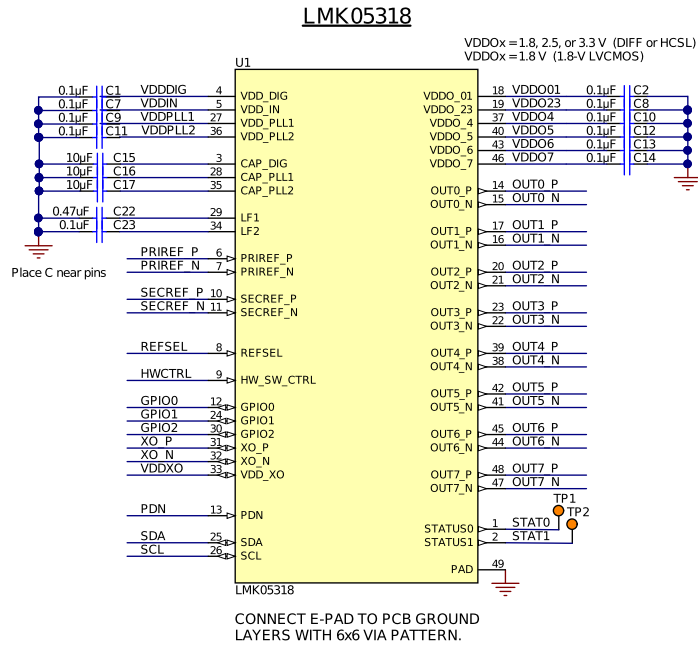 LMK05318
VDDOx = 1.8, 2.5, or 3.3 V (DIFF or HCSL)
VDDOx = 1.8 V (1.8-V LVCMOS)
U1
0.1µF C1 VDDDIG 4 VDD_DIG
0.1µF C7 VDDIN 5 VDD_IN
0.1µF C9 VDDPLL1 27 VDD_PLL1
0.1µF C11 VDDPLL2 36 VDD_PLL2
10µF C15 3 CAP_DIG
10µF C16 28 CAP_PLL1
10µF C17 35 CAP_PLL2
0.47uF C22 29 LF1
0.1uF C23 34 LF2
Place C near pins
PRIREF_P 6 PRIREF_P
PRIREF_N 7 PRIREF_N
SECREF_P 10 SECREF_P
SECREF_N 11 SECREF_N
REFSEL 8 REFSEL
HWCTRL 9 HW_SW_CTRL
GPIO0 12 GPIO0
GPIO1 24 GPIO1
GPIO2 30 GPIO2
XO_P 31 XO_P
XO_N 32 XO_N
VDDXO 33 VDD_XO
PDN 13 PDN
SDA 25 SDA
SCL 26 SCL
VDDO_01 18 VDDO01 0.1µF C2
VDDO_23 19 VDDO23 0.1µF C8
VDDO_4 37 VDDO4 0.1µF C10
VDDO_5 40 VDDO5 0.1µF C12
VDDO_6 43 VDDO6 0.1µF C13
VDDO_7 46 VDDO7 0.1µF C14
OUT0_P 14 OUT0_P
OUT0_N 15 OUT0_N
OUT1_P 17 OUT1_P
OUT1_N 16 OUT1_N
OUT2_P 20 OUT2_P
OUT2_N 21 OUT2_N
OUT3_P 23 OUT3_P
OUT3_N 22 OUT3_N
OUT4_P 39 OUT4_P
OUT4_N 38 OUT4_N
OUT5_P 42 OUT5_P
OUT5_N 41 OUT5_N
OUT6_P 45 OUT6_P
OUT6_N 44 OUT6_N
OUT7_P 48 OUT7_P
OUT7_N 47 OUT7_N
TP1
TP2
STATUS0 1 STAT0
STATUS1 2 STAT1
PAD 49
LMK05318
CONNECT E-PAD TO PCB GROUND
LAYERS WITH 6x6 VIA PATTERN.